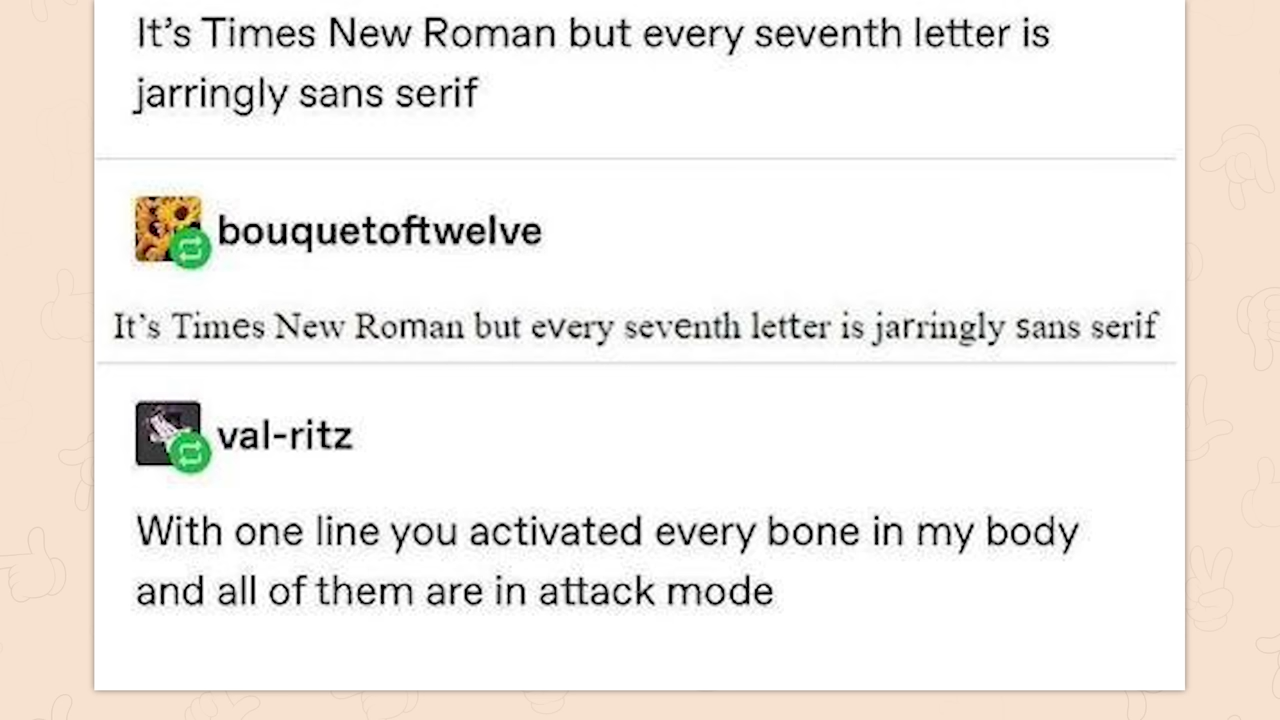 It’s Times New Roman but every seventh letter is
jarringly sans serif
bouquetoftwelve
It’s Times New Roman but every seventh letter is jarringly sans serif
val-ritz
With one line you activated every bone in my body
and all of them are in attack mode